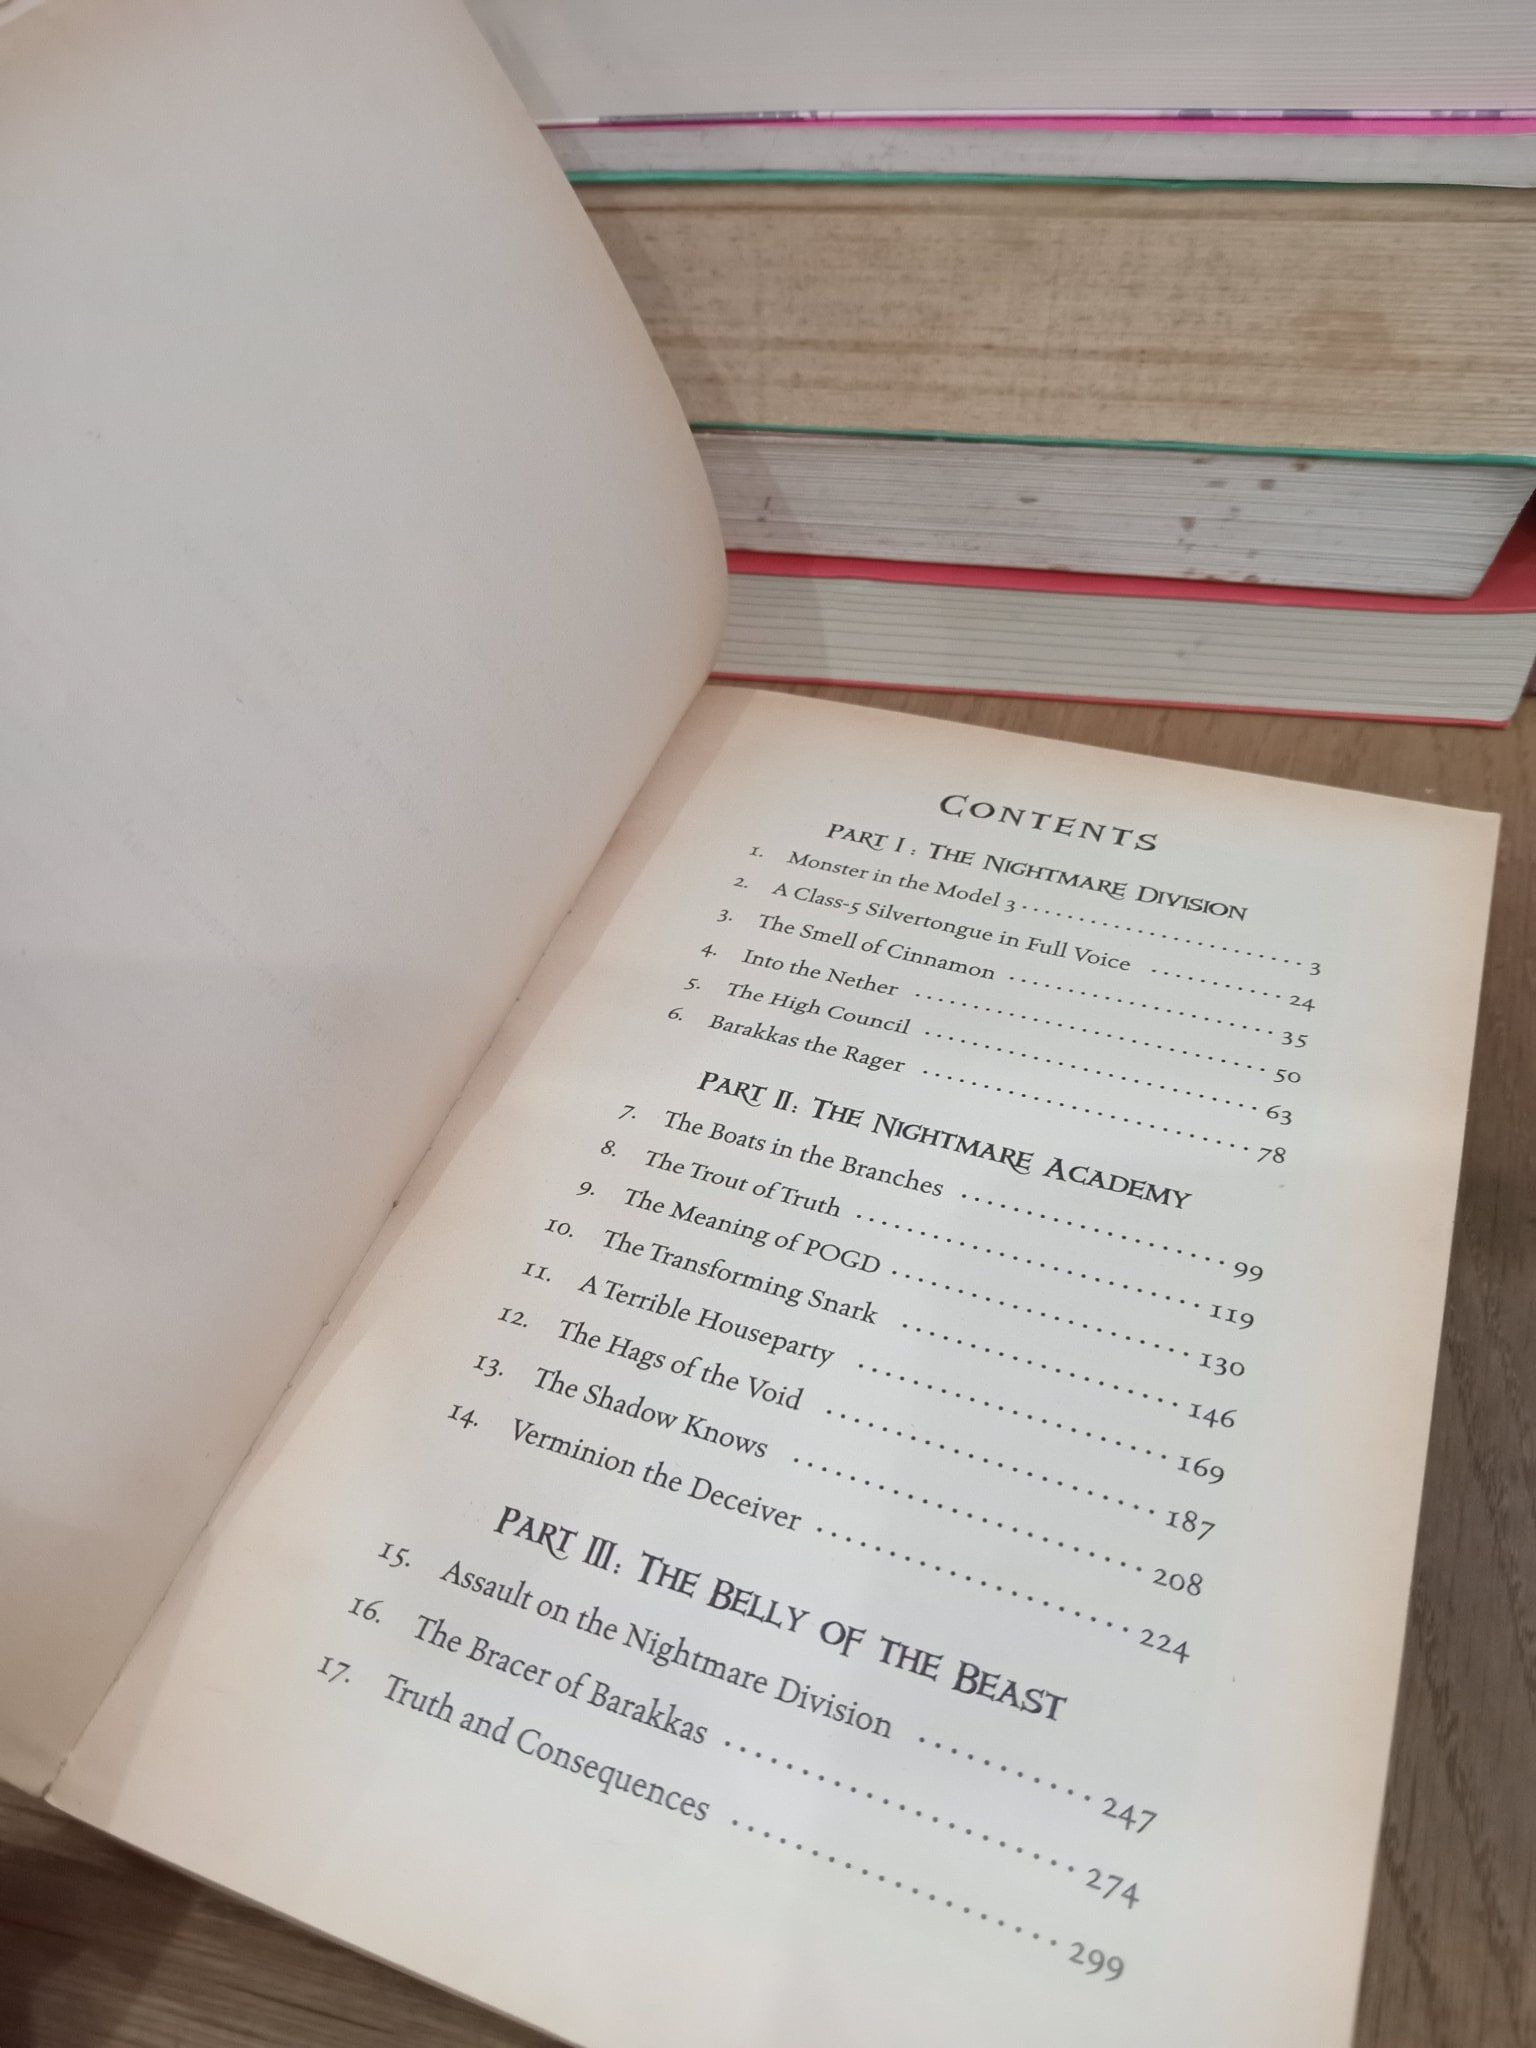 CONTENTS
PART I : THE NIGHTMARE DIVISION
1. Monster in the Model 3 . . . . . . . . . . . . . . . . . . . . . . . . . 3
2. A Class-5 Silvertongue in Full Voice . . . . . . . . . . . . 24
3. The Smell of Cinnamon . . . . . . . . . . . . . . . . . . . . . . . 35
4. Into the Nether . . . . . . . . . . . . . . . . . . . . . . . . . . . . . 50
5. The High Council . . . . . . . . . . . . . . . . . . . . . . . . . . . 63
6. Barakkas the Rager . . . . . . . . . . . . . . . . . . . . . . . . . . 78
PART II: THE NIGHTMARE ACADEMY
7. The Boats in the Branches . . . . . . . . . . . . . . . . . . . . . 99
8. The Trout of Truth . . . . . . . . . . . . . . . . . . . . . . . . . . 119
9. The Meaning of POGD . . . . . . . . . . . . . . . . . . . . . . . 130
10. The Transforming Snark . . . . . . . . . . . . . . . . . . . . . 146
11. A Terrible Houseparty . . . . . . . . . . . . . . . . . . . . . . . 169
12. The Hags of the Void . . . . . . . . . . . . . . . . . . . . . . . . 187
13. The Shadow Knows . . . . . . . . . . . . . . . . . . . . . . . . . 208
14. Verminion the Deceiver . . . . . . . . . . . . . . . . . . . . . . 224
PART III: THE BELLY OF THE BEAST
15. Assault on the Nightmare Division . . . . . . . . . . . . 247
16. The Bracer of Barakkas . . . . . . . . . . . . . . . . . . . . . . 274
17. Truth and Consequences . . . . . . . . . . . . . . . . . . . . . 299